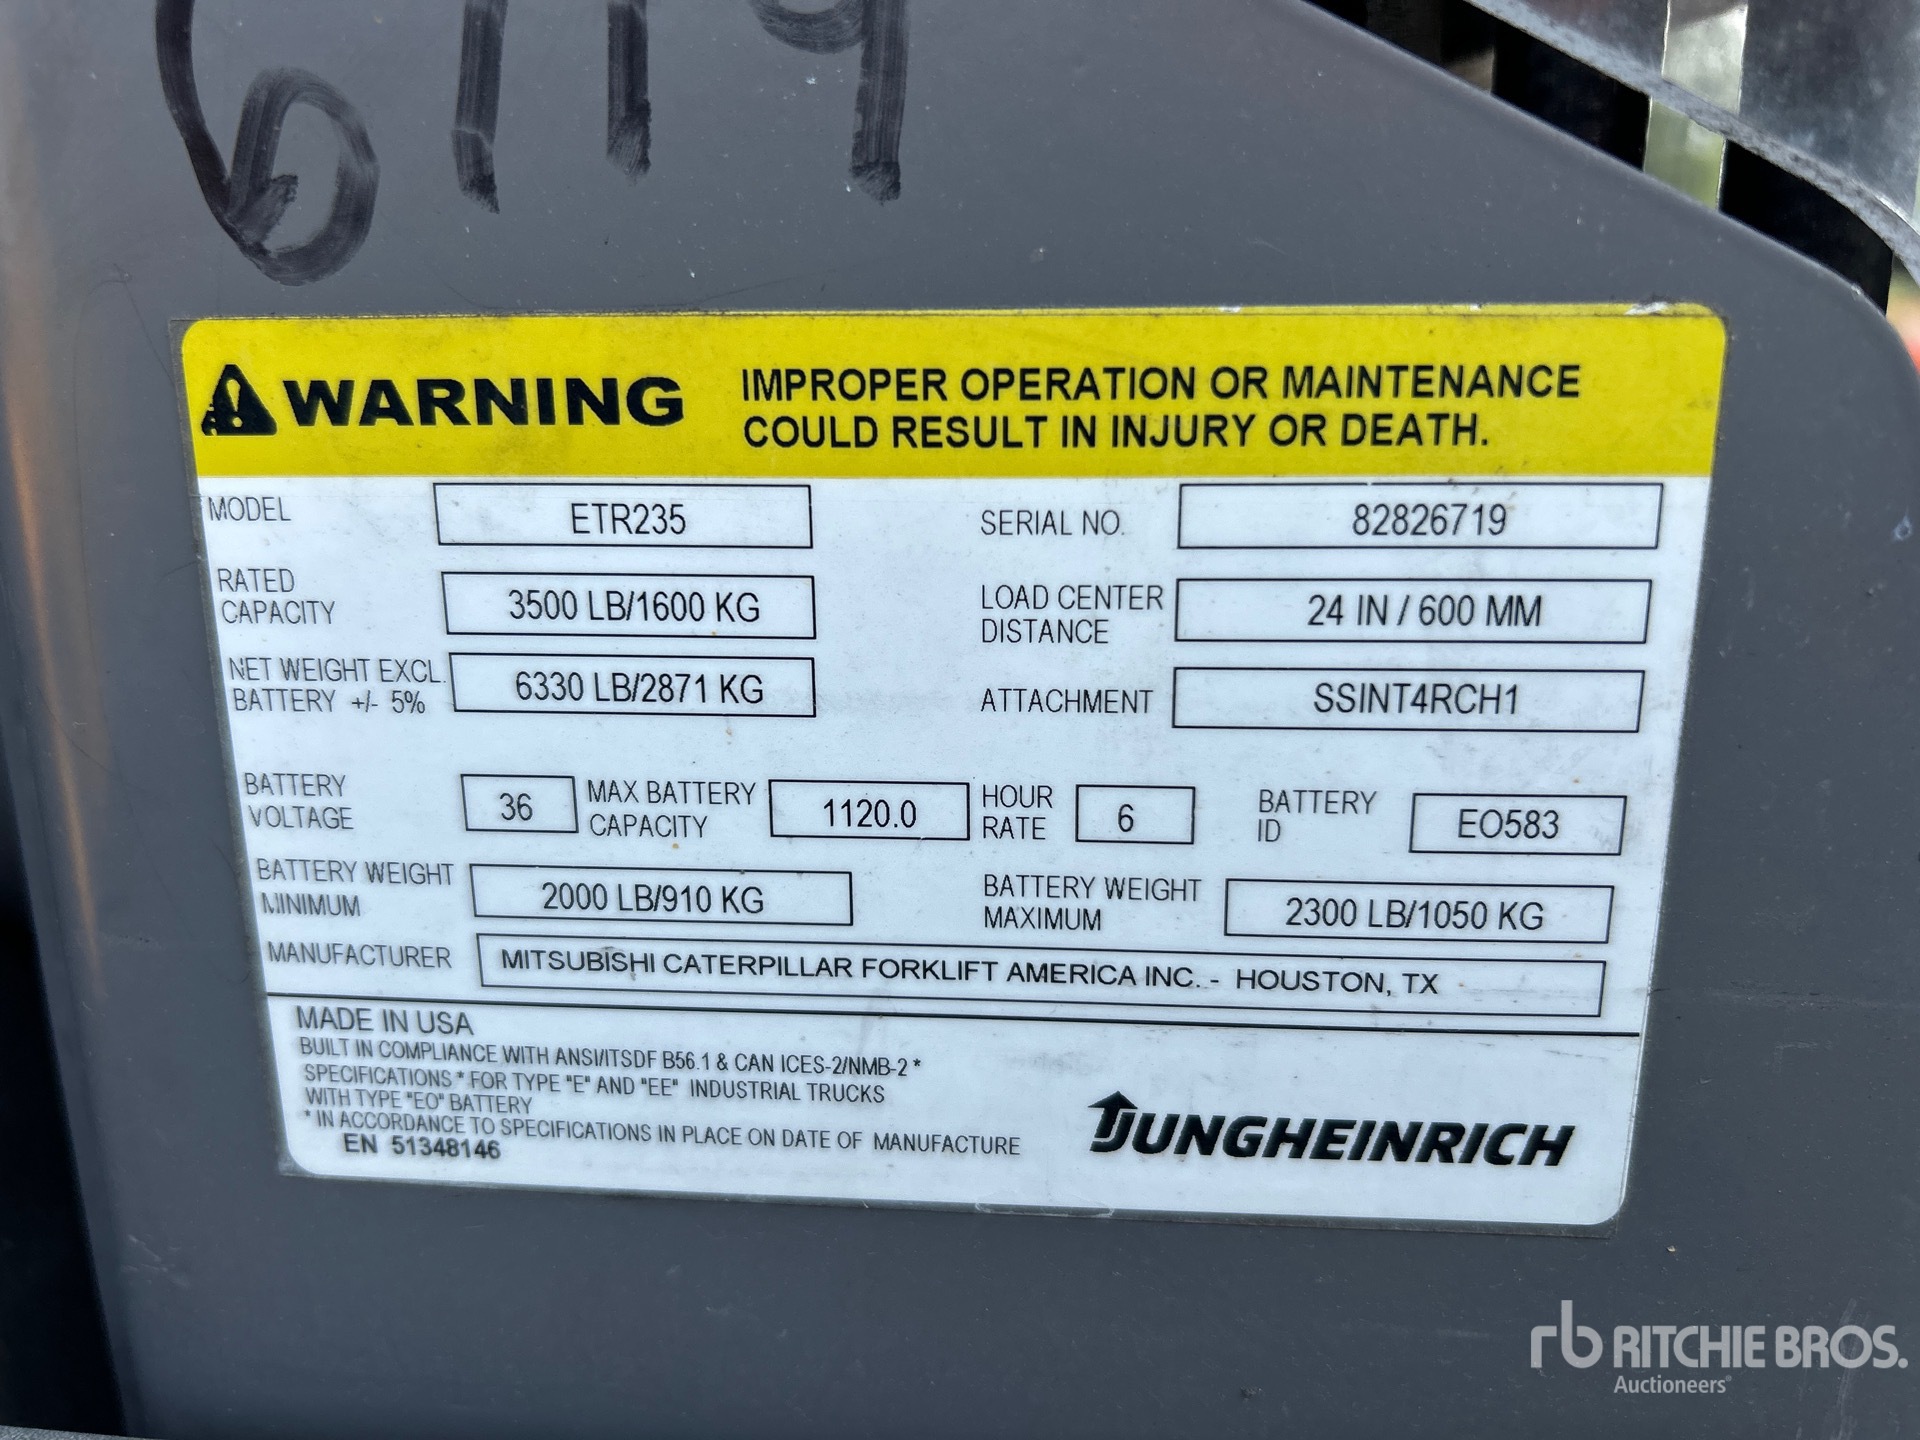 6719
WARNING
IMPROPER OPERATION OR MAINTENANCE
COULD RESULT IN INJURY OR DEATH.
MODEL ETR235 SERIAL NO. 82826719
RATED CAPACITY 3500 LB/1600 KG LOAD CENTER DISTANCE 24 IN / 600 MM
NET WEIGHT EXCL. BATTERY +/- 5% 6330 LB/2871 KG ATTACHMENT SSINT4RCH1
BATTERY VOLTAGE 36 MAX BATTERY CAPACITY 1120.0 HOUR RATE 6 BATTERY ID EO583
BATTERY WEIGHT MINIMUM 2000 LB/910 KG BATTERY WEIGHT MAXIMUM 2300 LB/1050 KG
MANUFACTURER MITSUBISHI CATERPILLAR FORKLIFT AMERICA INC. - HOUSTON, TX
MADE IN USA
BUILT IN COMPLIANCE WITH ANSI/ITSDF B56.1 & CAN ICES-2/NMB-2 *
SPECIFICATIONS * FOR TYPE "E" AND "EE" INDUSTRIAL TRUCKS
WITH TYPE "EO" BATTERY
* IN ACCORDANCE TO SPECIFICATIONS IN PLACE ON DATE OF MANUFACTURE
EN 51348146
JUNGHEINRICH
rb RITCHIE BROS.
Auctioneers